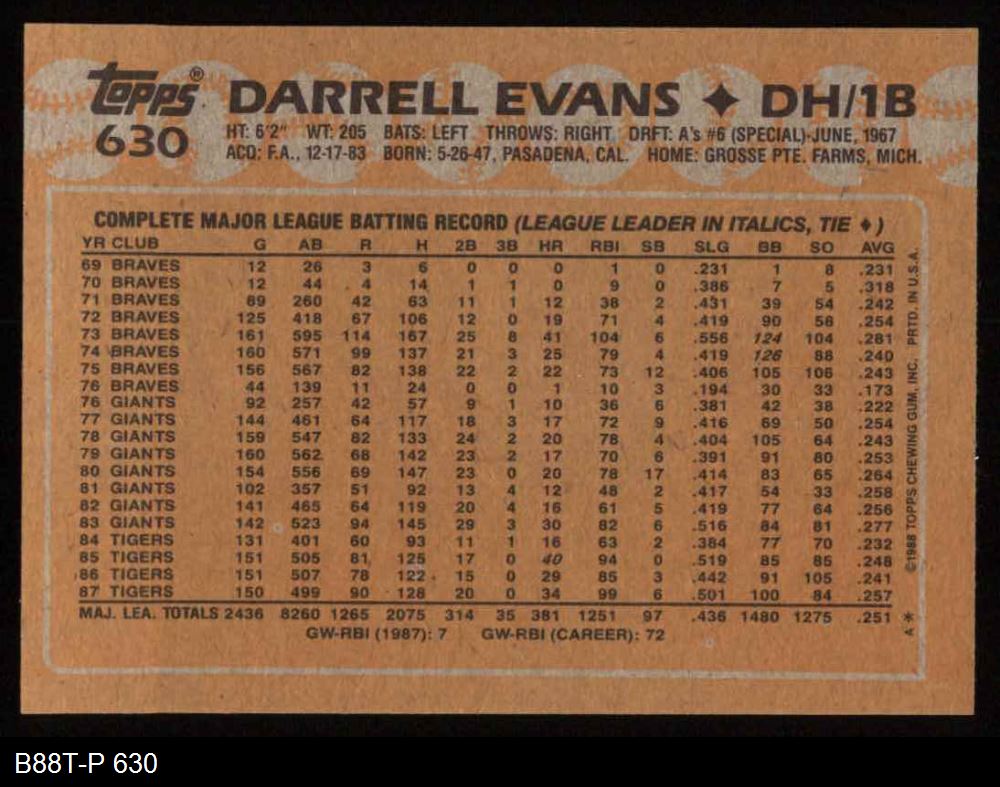 topps® DARRELL EVANS ✦ DH/1B
630 HT: 6'2" WT: 205 BATS: LEFT THROWS: RIGHT DRFT: A's #6 (SPECIAL)-JUNE, 1967
ACQ: F.A., 12-17-83 BORN: 5-26-47, PASADENA, CAL. HOME: GROSSE PTE. FARMS, MICH.
COMPLETE MAJOR LEAGUE BATTING RECORD (LEAGUE LEADER IN ITALICS, TIE ♦)
YR CLUB G AB R H 2B 3B HR RBI SB SLG BB SO AVG
69 BRAVES 12 26 3 6 0 0 0 1 0 .231 1 8 .231
70 BRAVES 12 44 4 14 1 1 0 9 0 .386 7 5 .318
71 BRAVES 89 260 42 63 11 1 12 38 2 .431 39 54 .242
72 BRAVES 125 418 67 106 12 0 19 71 4 .419 90 58 .254
73 BRAVES 161 595 114 167 25 8 41 104 6 .556 124 104 .281
74 BRAVES 160 571 99 137 21 3 25 79 4 .419 126 88 .240
75 BRAVES 156 567 82 138 22 2 22 73 12 .406 105 106 .243
76 BRAVES 44 139 11 24 0 0 1 10 3 .194 30 33 .173
76 GIANTS 92 257 42 57 9 1 10 36 6 .381 42 38 .222
77 GIANTS 144 461 64 117 18 3 17 72 9 .416 69 50 .254
78 GIANTS 159 547 82 133 24 2 20 78 4 .404 105 64 .243
79 GIANTS 160 562 68 142 23 2 17 70 6 .391 91 80 .253
80 GIANTS 154 556 69 147 23 0 20 78 17 .414 83 65 .264
81 GIANTS 102 357 51 92 13 4 12 48 2 .417 54 33 .258
82 GIANTS 141 465 64 119 20 4 16 61 5 .419 77 64 .256
83 GIANTS 142 523 94 145 29 3 30 82 6 .516 84 81 .277
84 TIGERS 131 401 60 93 11 1 16 63 2 .384 77 70 .232
85 TIGERS 151 505 81 125 17 0 40 94 0 .519 85 85 .248
86 TIGERS 151 507 78 122 15 0 29 85 3 .442 91 105 .241
87 TIGERS 150 499 90 128 20 0 34 99 6 .501 100 84 .257
MAJ. LEA. TOTALS 2436 8260 1265 2075 314 35 381 1251 97 .436 1480 1275 .251
GW-RBI (1987): 7 GW-RBI (CAREER): 72
©1988 TOPPS CHEWING GUM, INC. PRTD. IN U.S.A.
A*
B88T-P 630